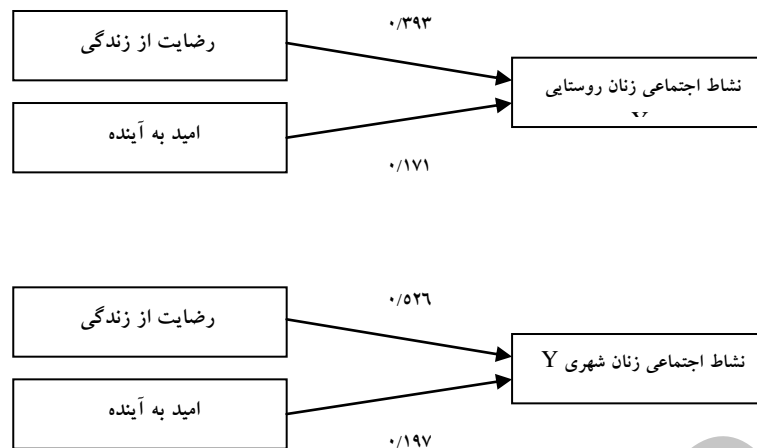 ۰/۳۹۳
رضایت از زندگی
نشاط اجتماعی زنان روستایی
Y
امید به آینده
۰/۱۷۱
۰/۵۲۶
رضایت از زندگی
نشاط اجتماعی زنان شهری Y
امید به آینده
۰/۱۹۷